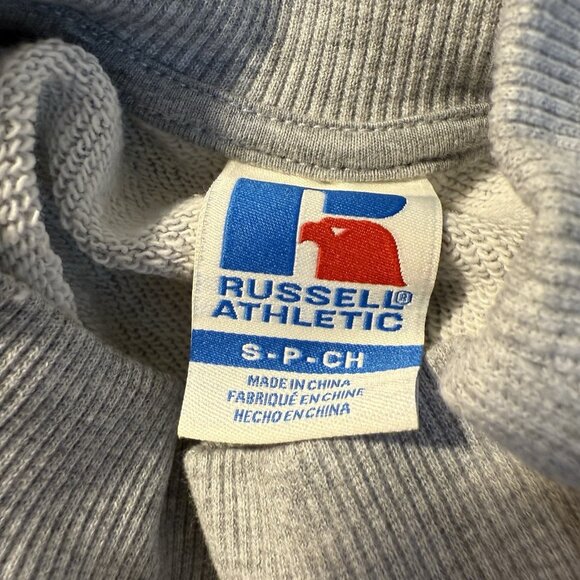 RUSSELL®
ATHLETIC
S-P-CH
MADE IN CHINA
FABRIQUÉ EN CHINE
HECHO EN CHINA